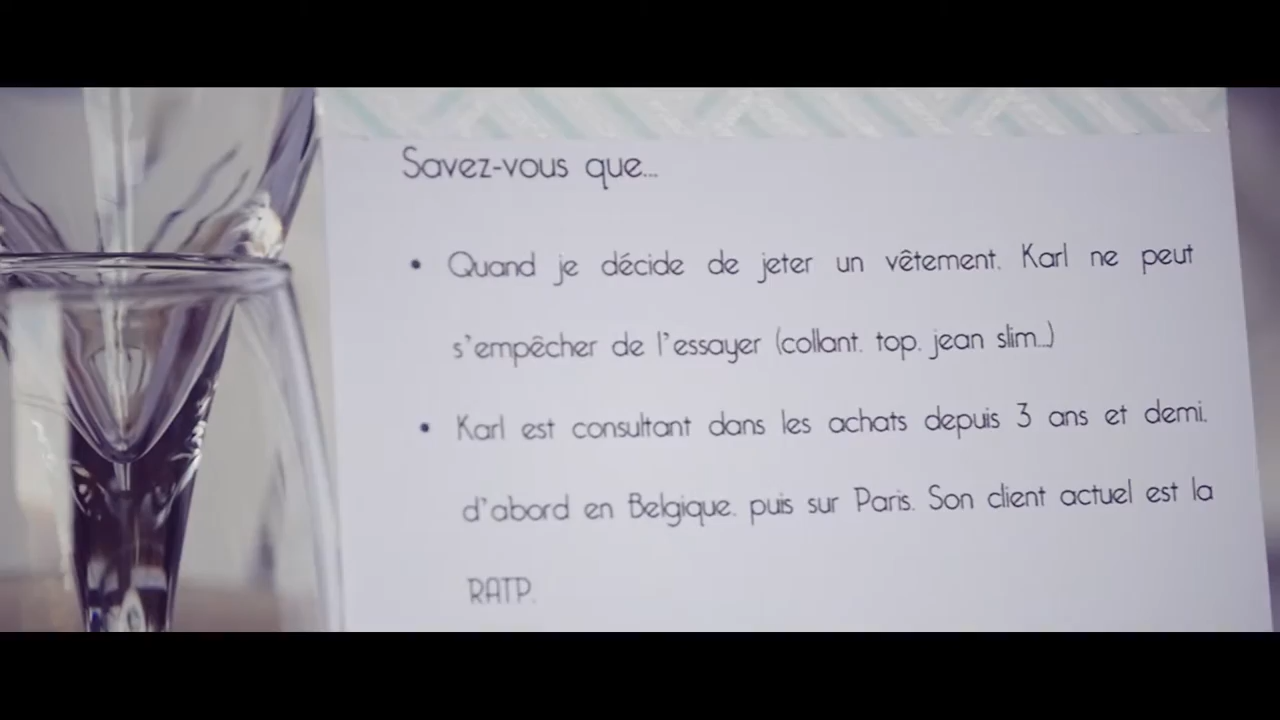 Savez-vous que...
• Quand je décide de jeter un vêtement, Karl ne peut
s'empêcher de l'essayer (collant, top, jean slim...)
• Karl est consultant dans les achats depuis 3 ans et demi,
d'abord en Belgique, puis sur Paris. Son client actuel est la
RATP.